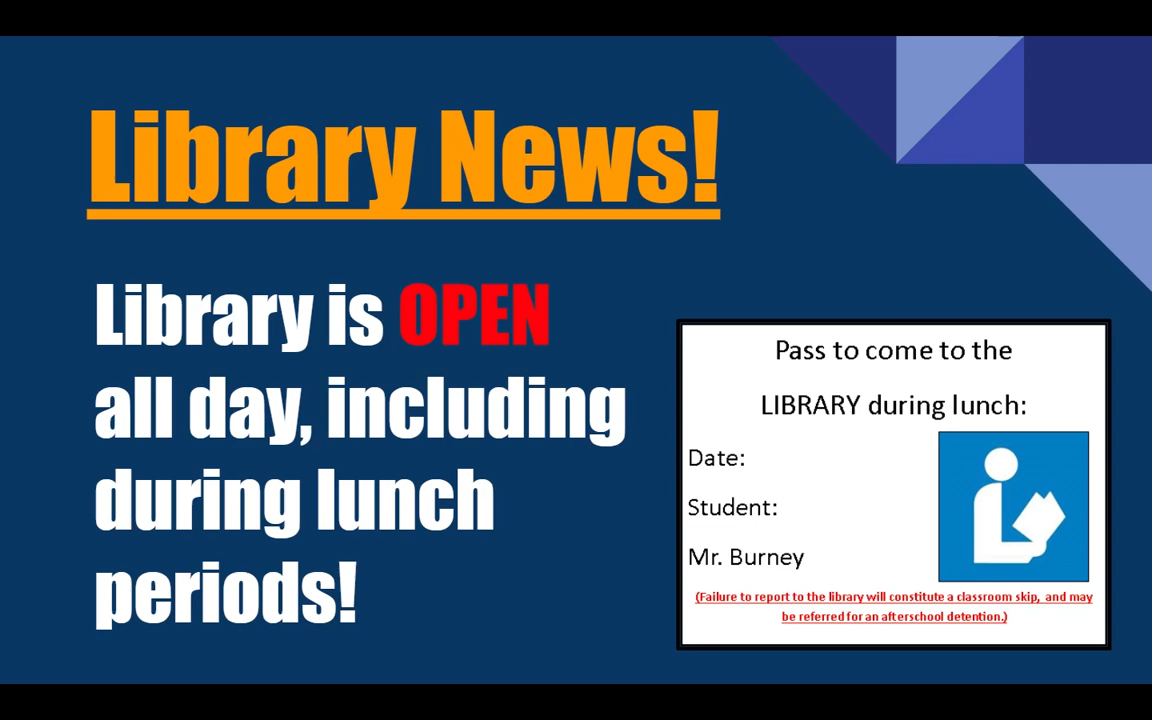 Library News!
Library is OPEN
all day, including
during lunch
periods!
Pass to come to the
LIBRARY during lunch:
Date:
Student:
Mr. Burney
(Failure to report to the library will constitute a classroom skip, and may
be referred for an afterschool detention.)